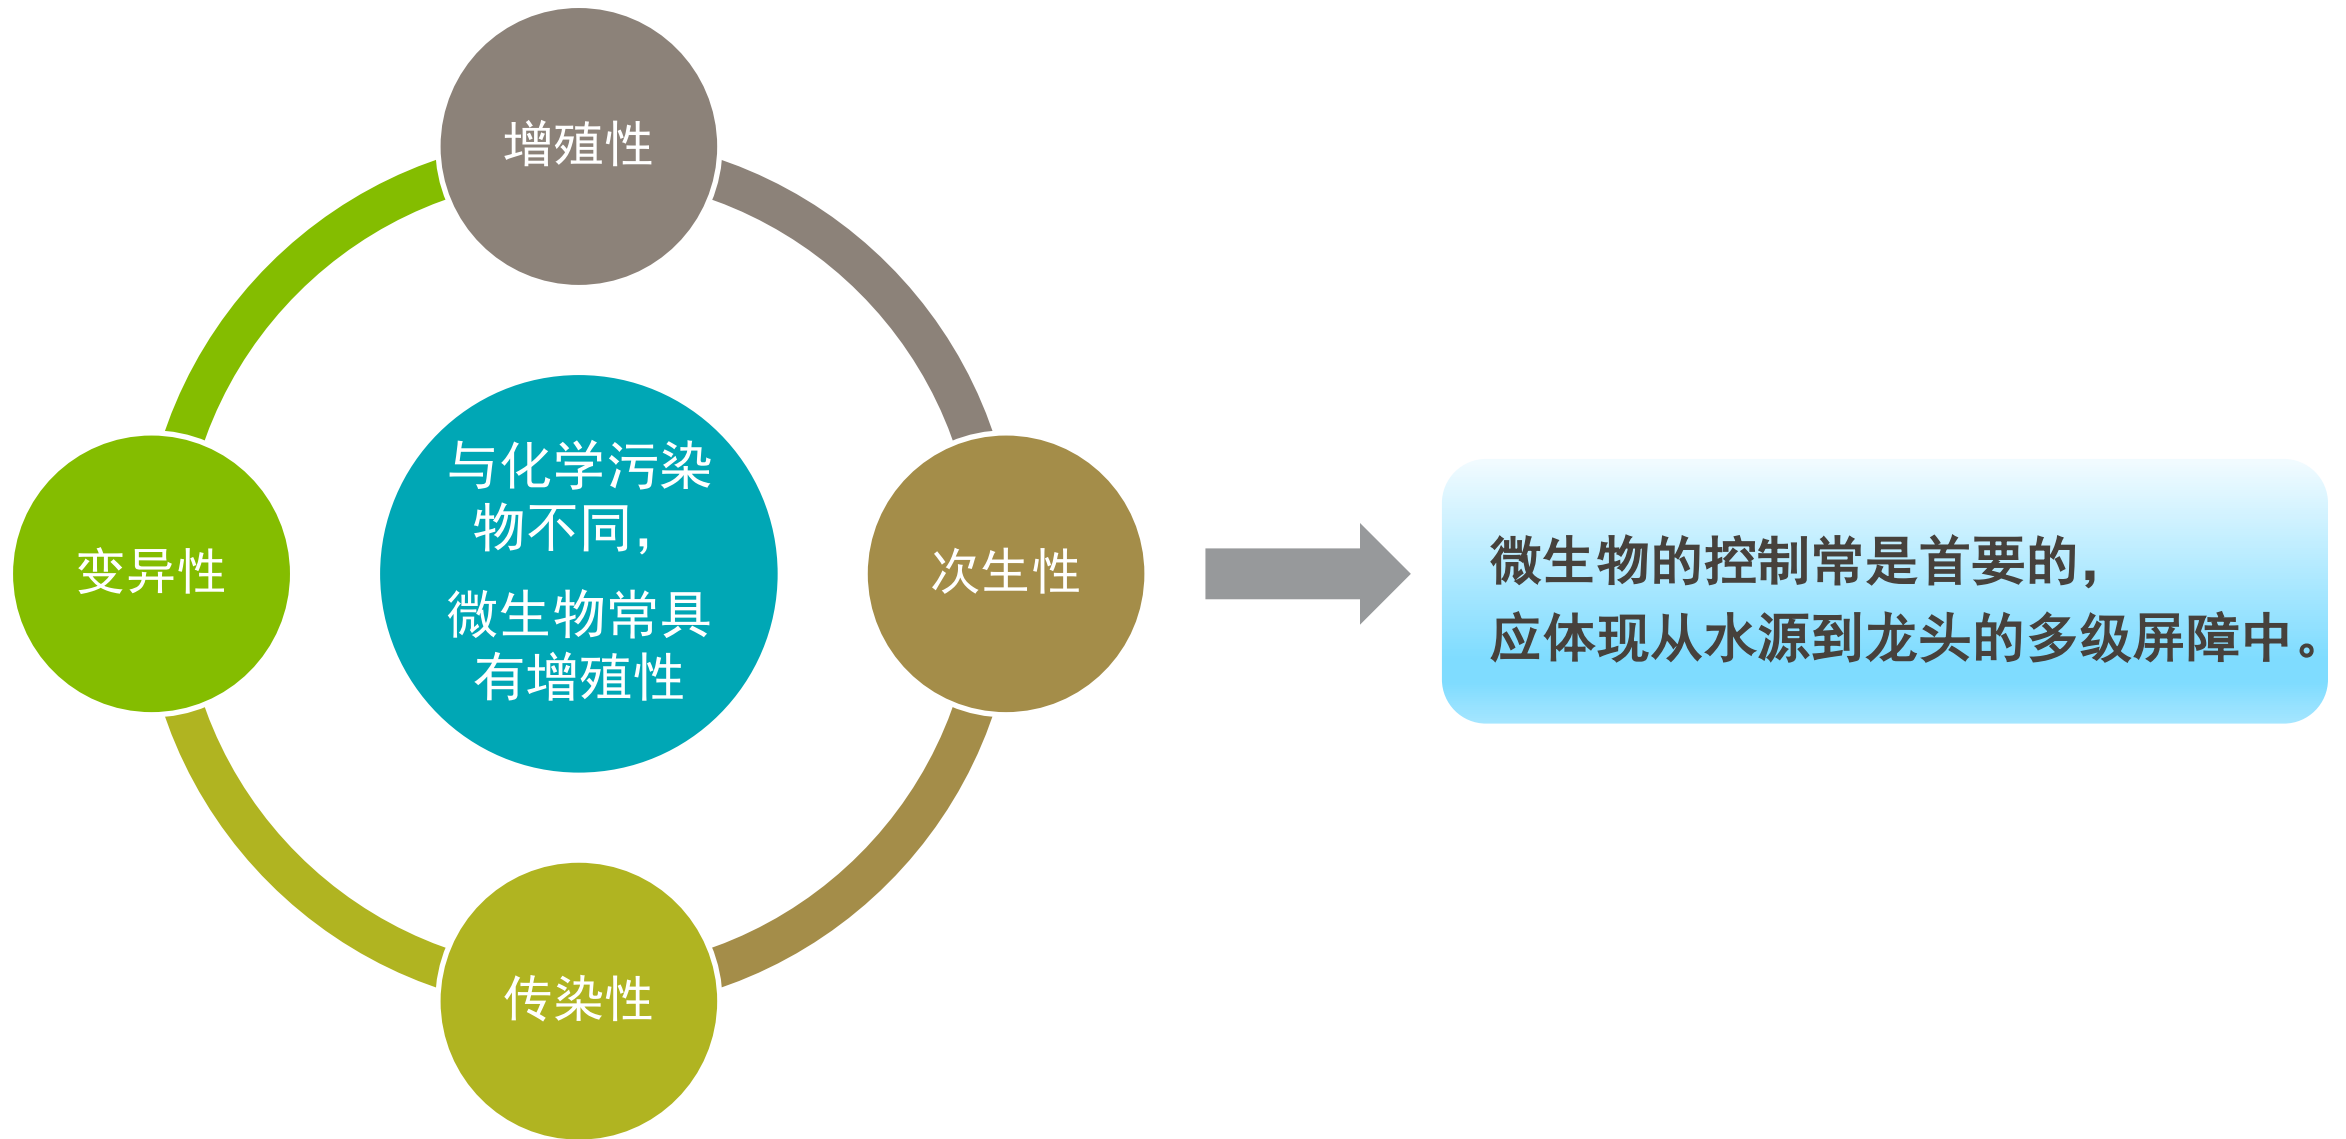 增殖性
与化学污染
物不同，
微生物常具
有增殖性
变异性
次生性
传染性
微生物的控制常是首要的，
应体现从水源到龙头的多级屏障中。